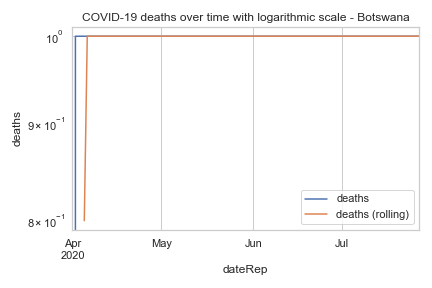 COVID-19 deaths over time with logarithmic scale - Botswana
10⁰
9 × 10⁻¹
8 × 10⁻¹
deaths
deaths
deaths (rolling)
Apr May Jun Jul
2020
dateRep